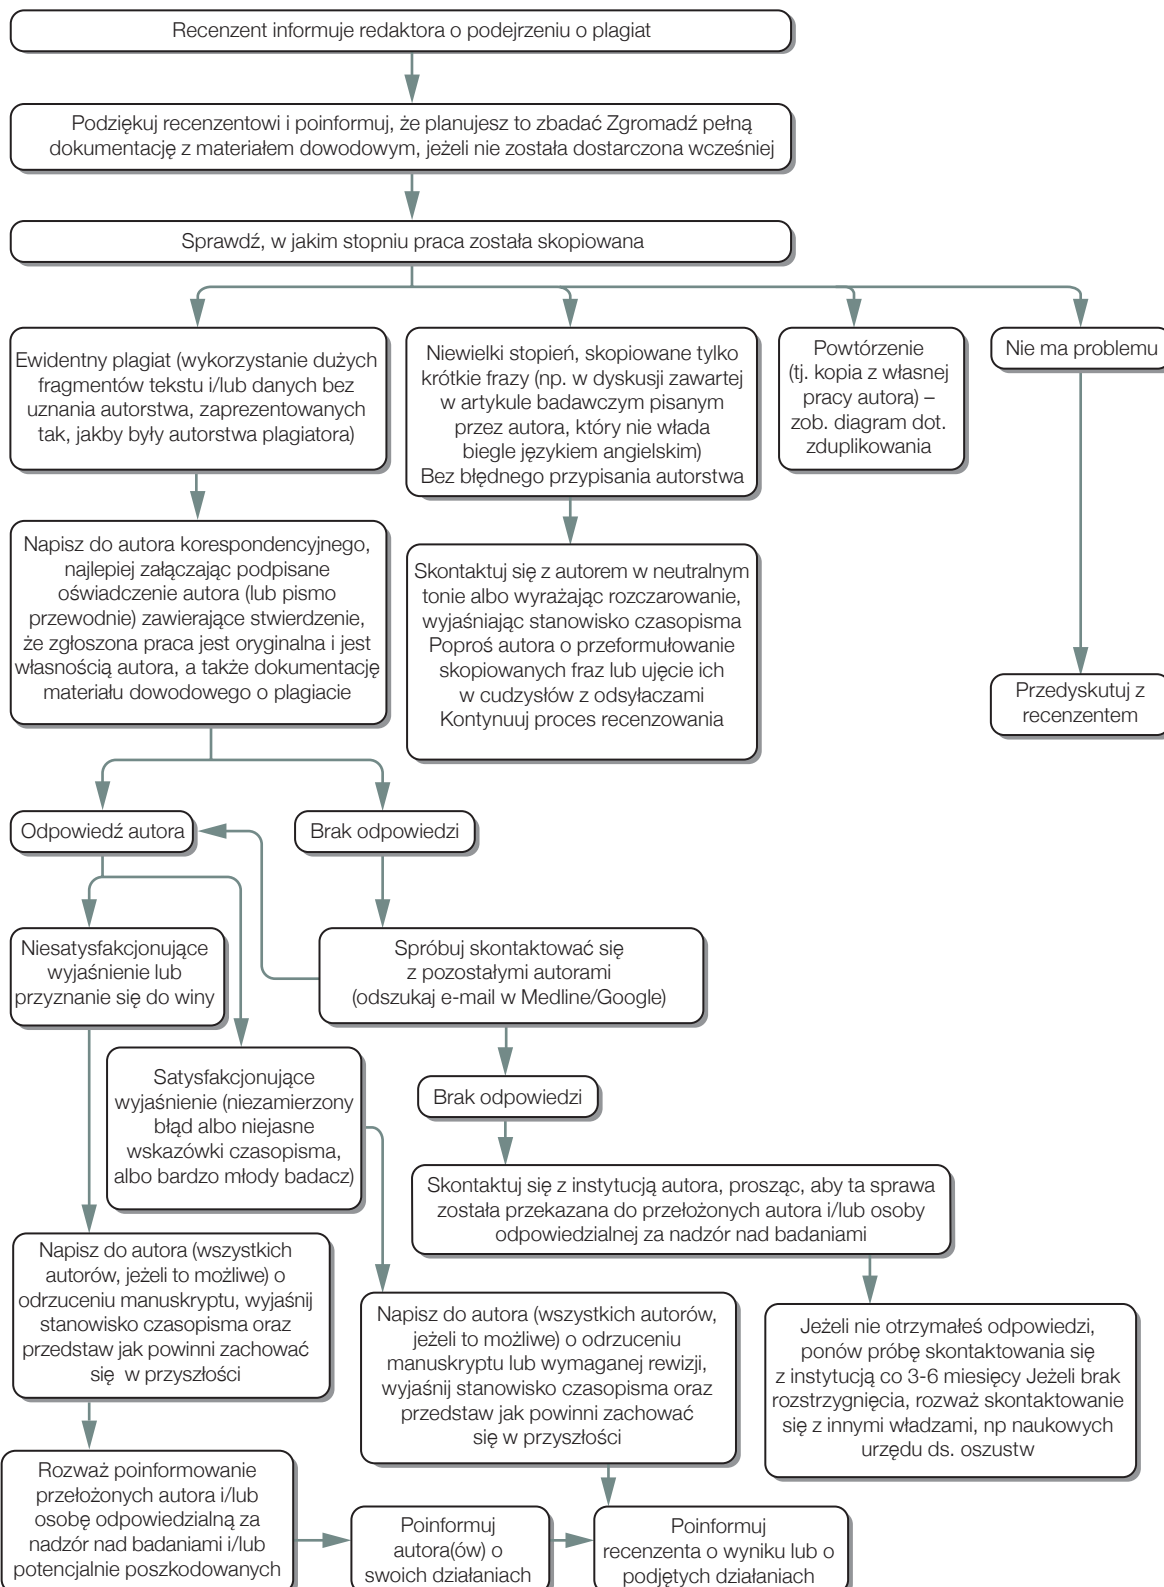 Recenzent informuje redaktora o podejrzeniu o plagiat
Podziękuj recenzentowi i poinformuj, że planujesz to zbadać Zgromadź pełną
dokumentację z materiałem dowodowym, jeżeli nie została dostarczona wcześniej
Sprawdź, w jakim stopniu praca została skopiowana
Ewidentny plagiat (wykorzystanie dużych
fragmentów tekstu i/lub danych bez
uznania autorstwa, zaprezentowanych
tak, jakby były autorstwa plagiatora)
Niewielki stopień, skopiowane tylko
krótkie frazy (np. w dyskusji zawartej
w artykule badawczym pisanym
przez autora, który nie włada
biegle językiem angielskim)
Bez błędnego przypisania autorstwa
Powtórzenie
(tj. kopia z własnej
pracy autora) –
zob. diagram dot.
zduplikowania
Nie ma problemu
Napisz do autora korespondencyjnego,
najlepiej załączając podpisane
oświadczenie autora (lub pismo
przewodnie) zawierające stwierdzenie,
że zgłoszona praca jest oryginalna i jest
własnością autora, a także dokumentację
materiału dowodowego o plagiacie
Skontaktuj się z autorem w neutralnym
tonie albo wyrażając rozczarowanie,
wyjaśniając stanowisko czasopisma
Poproś autora o przeformułowanie
skopiowanych fraz lub ujęcie ich
w cudzysłów z odsyłaczami
Kontynuuj proces recenzowania
Przedyskutuj z
recenzentem
Odpowiedź autora
Brak odpowiedzi
Niesatysfakcjonujące
wyjaśnienie lub
przyznanie się do winy
Spróbuj skontaktować się
z pozostałymi autorami
(odszukaj e-mail w Medline/Google)
Satysfakcjonujące
wyjaśnienie (niezamierzony
błąd albo niejasne
wskazówki czasopisma,
albo bardzo młody badacz)
Brak odpowiedzi
Skontaktuj się z instytucją autora, prosząc, aby ta sprawa
została przekazana do przełożonych autora i/lub osoby
odpowiedzialnej za nadzór nad badaniami
Napisz do autora (wszystkich
autorów, jeżeli to możliwe) o
odrzuceniu manuskryptu, wyjaśnij
stanowisko czasopisma oraz
przedstaw jak powinni zachować
się w przyszłości
Napisz do autora (wszystkich autorów,
jeżeli to możliwe) o odrzuceniu
manuskryptu lub wymaganej rewizji,
wyjaśnij stanowisko czasopisma oraz
przedstaw jak powinni zachować
się w przyszłości
Jeżeli nie otrzymałeś odpowiedzi,
ponów próbę skontaktowania się
z instytucją co 3-6 miesięcy Jeżeli brak
rozstrzygnięcia, rozważ skontaktowanie
się z innymi władzami, np naukowych
urzędu ds. oszustw
Rozważ poinformowanie
przełożonych autora i/lub
osobę odpowiedzialną za
nadzór nad badaniami i/lub
potencjalnie poszkodowanych
Poinformuj
autora(ów) o
swoich działaniach
Poinformuj
recenzenta o wyniku lub o
podjętych działaniach